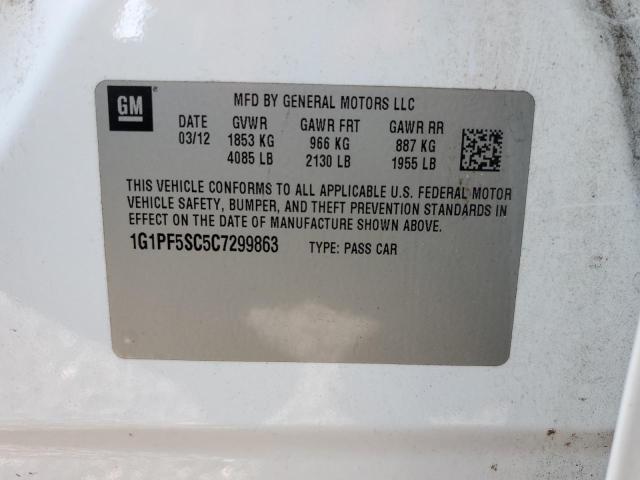 GM
MFD BY GENERAL MOTORS LLC
DATE GVWR GAWR FRT GAWR RR
03/12 1853 KG 966 KG 887 KG
4085 LB 2130 LB 1955 LB
THIS VEHICLE CONFORMS TO ALL APPLICABLE U.S. FEDERAL MOTOR
VEHICLE SAFETY, BUMPER, AND THEFT PREVENTION STANDARDS IN
EFFECT ON THE DATE OF MANUFACTURE SHOWN ABOVE.
1G1PF5SC5C7299863 TYPE: PASS CAR